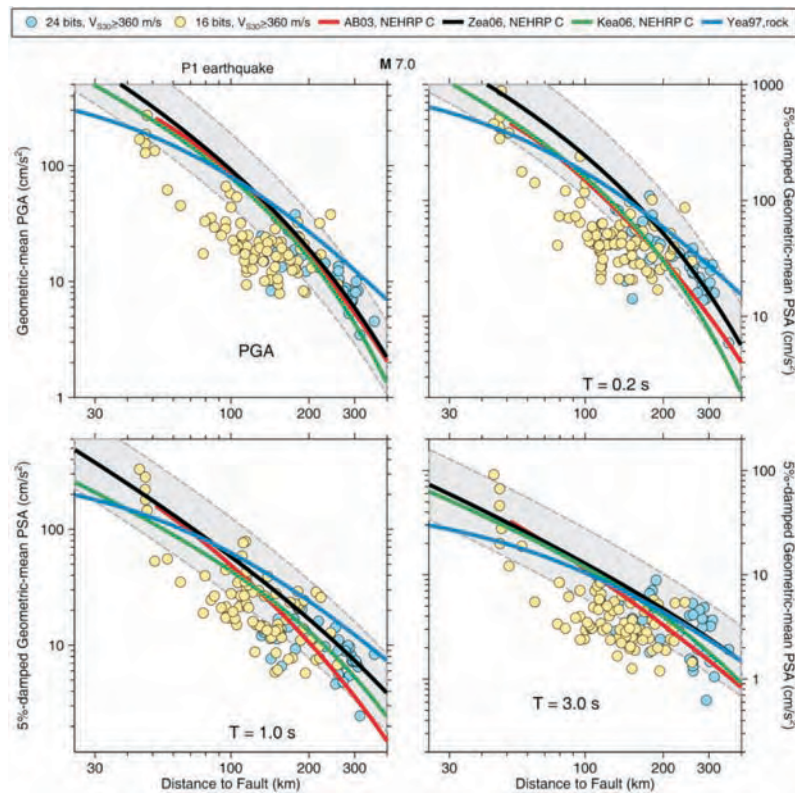 24 bits, V_S30≥360 m/s 16 bits, V_S30≥360 m/s AB03, NEHRP C Zea06, NEHRP C Kea06, NEHRP C Yea97,rock
P1 earthquake M 7.0
Geometric-mean PGA (cm/s²)
100
10
1
PGA
30 100 200 300
1000
100
10
5%-damped Geometric-mean PSA (cm/s²)
T = 0.2 s
30 100 200 300
5%-damped Geometric-mean PSA (cm/s²)
100
10
T = 1.0 s
30 100 200 300
Distance to Fault (km)
100
10
1
5%-damped Geometric-mean PSA (cm/s²)
T = 3.0 s
30 100 200 300
Distance to Fault (km)